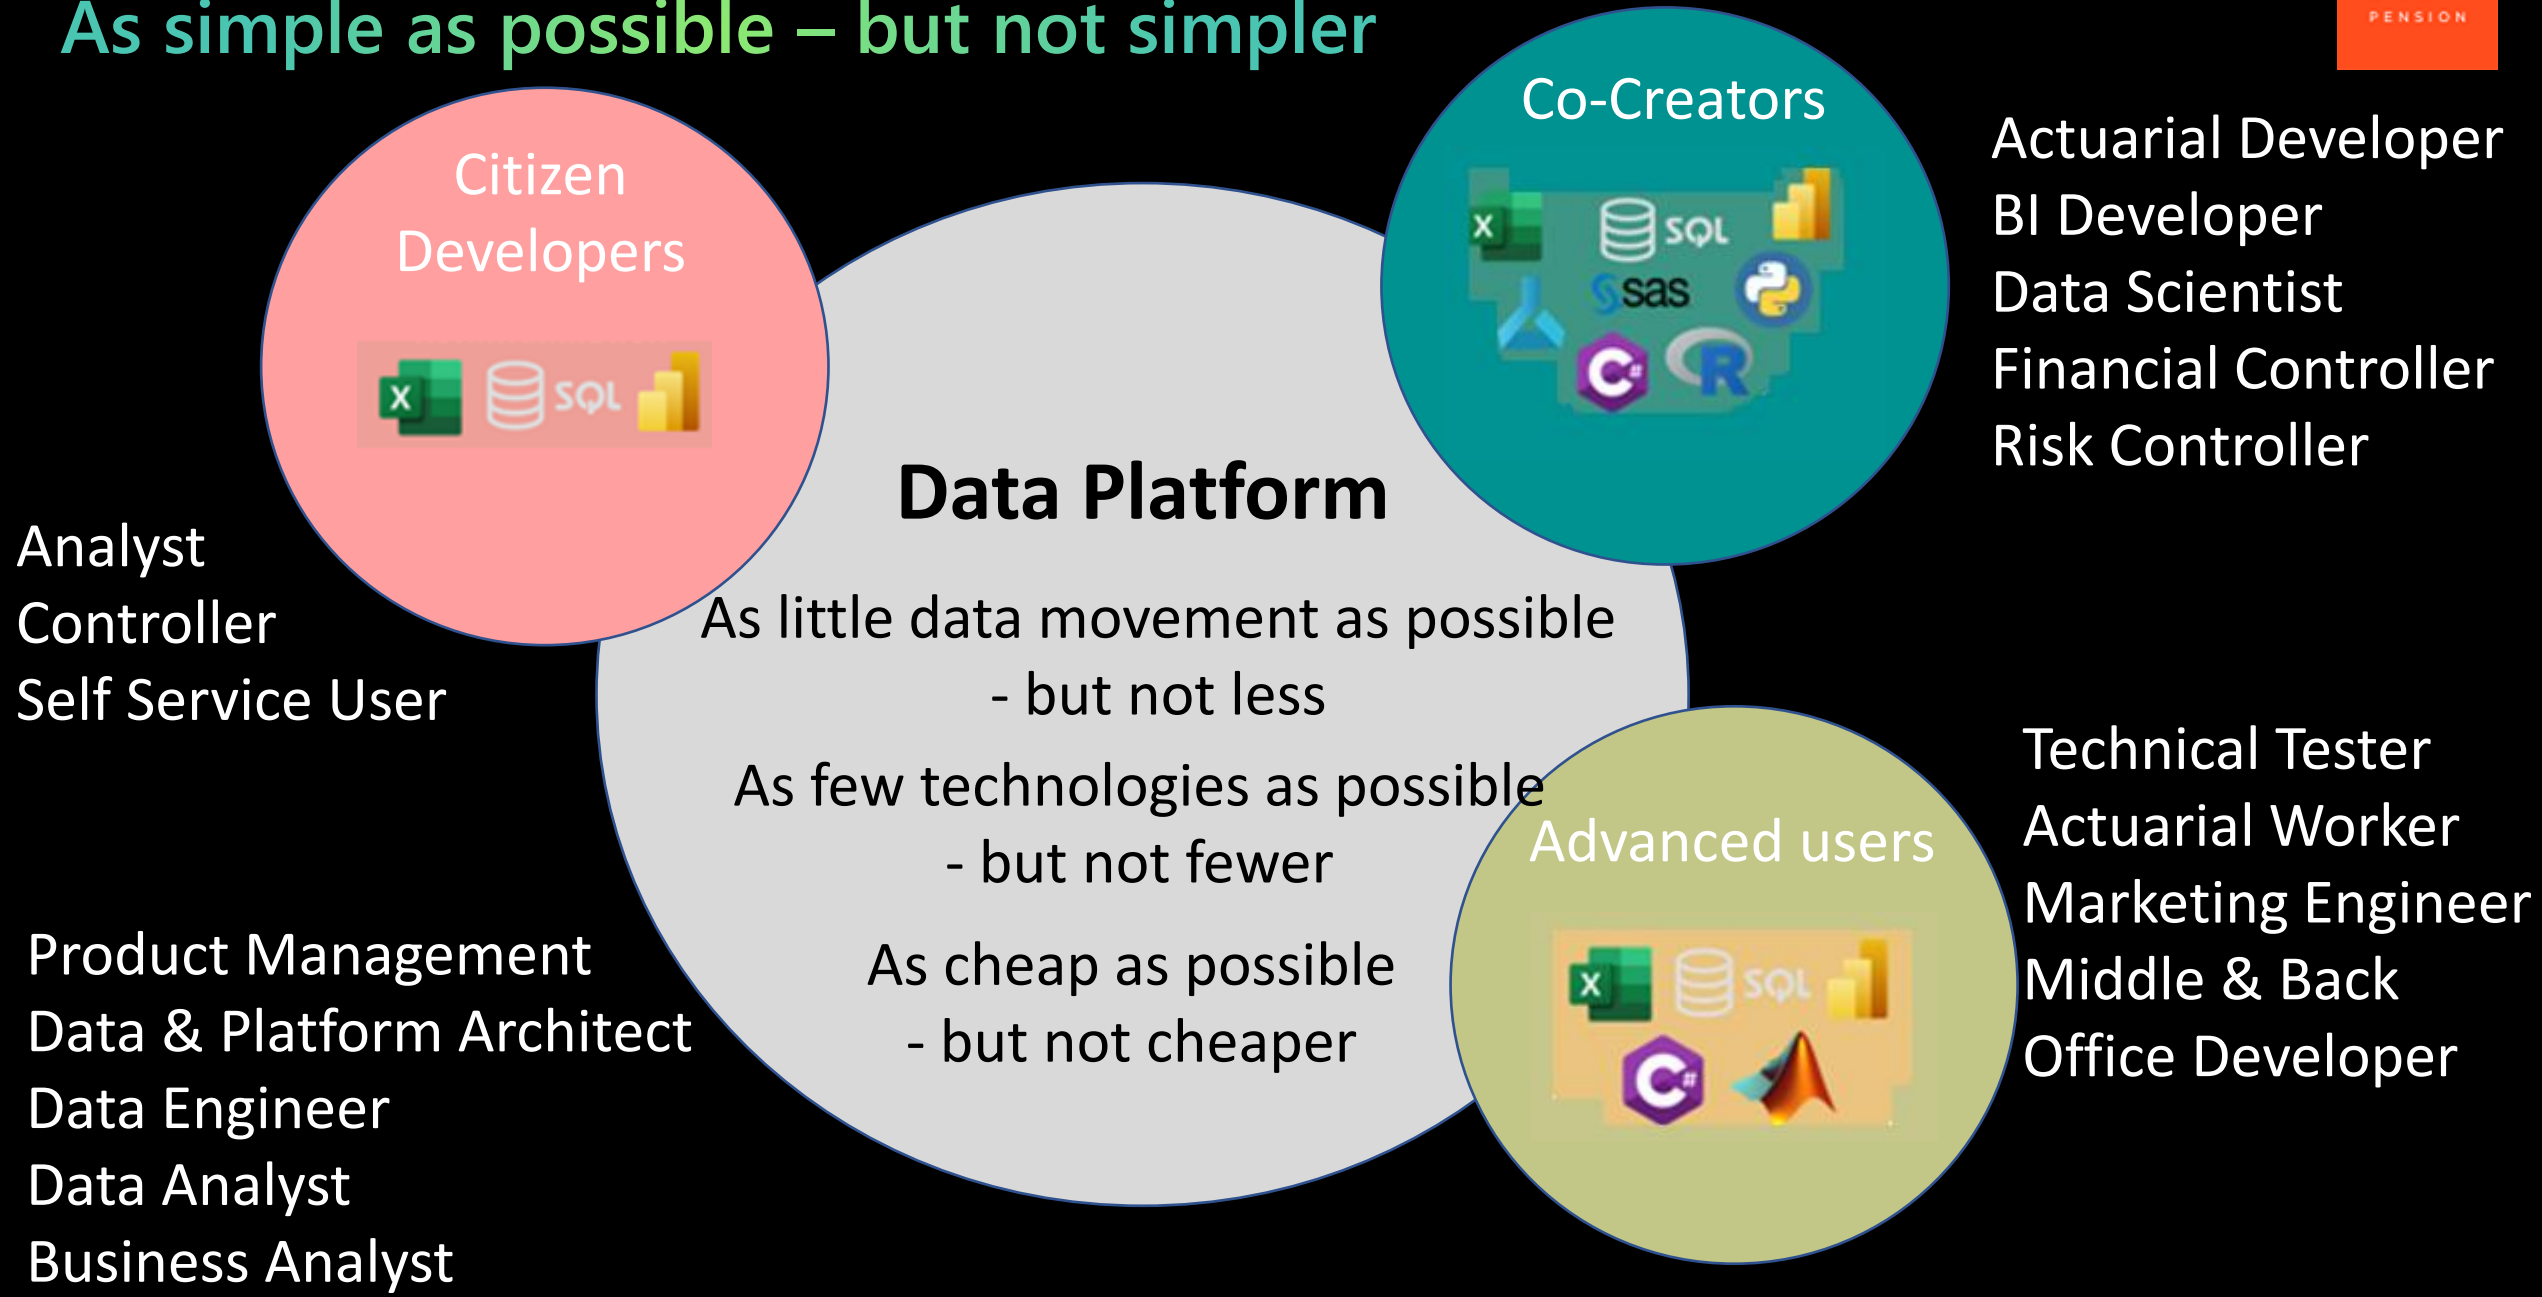 As simple as possible – but not simpler
PENSION
Citizen
Developers
X
SQL
Co-Creators
X
SQL
sas
C#
R
Actuarial Developer
BI Developer
Data Scientist
Financial Controller
Risk Controller
Analyst
Controller
Self Service User
Data Platform
As little data movement as possible
- but not less
As few technologies as possible
- but not fewer
As cheap as possible
- but not cheaper
Advanced users
X
SQL
C#
Technical Tester
Actuarial Worker
Marketing Engineer
Middle & Back
Office Developer
Product Management
Data & Platform Architect
Data Engineer
Data Analyst
Business Analyst